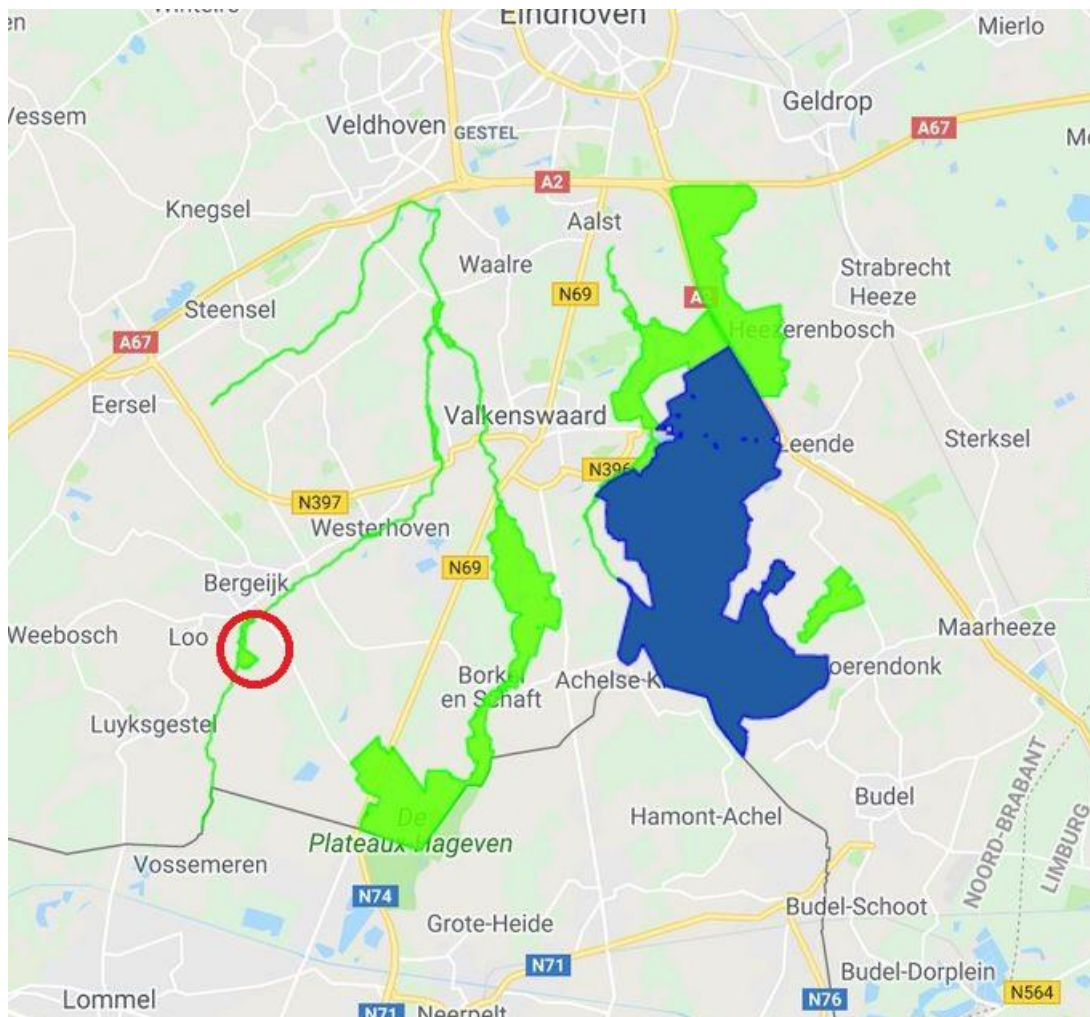 Eindhoven
Mierlo
Vessem
Geldrop
Veldhoven
GESTEL
A67
A2
Knegsel
Aalst
Waalre
Strabrecht
Heeze
Steensel
N69
A67
Heezerenbosch
Eersel
Valkenswaard
Leende
Sterksel
N396
N397
Westerhoven
N69
Bergeijk
Weebosch
Loo
Maarheeze
Borkel
en Schaft
Achelse K
oerendonk
Luyksgestel
NOORD-BRABANT
LIMBURG
Budel
De
Plateaux-Hageven
Hamont-Achel
Vossemeren
N74
Grote-Heide
Budel-Schoot
N71
Budel-Dorplein
Lommel
N71
Neerpelt
N76
N564